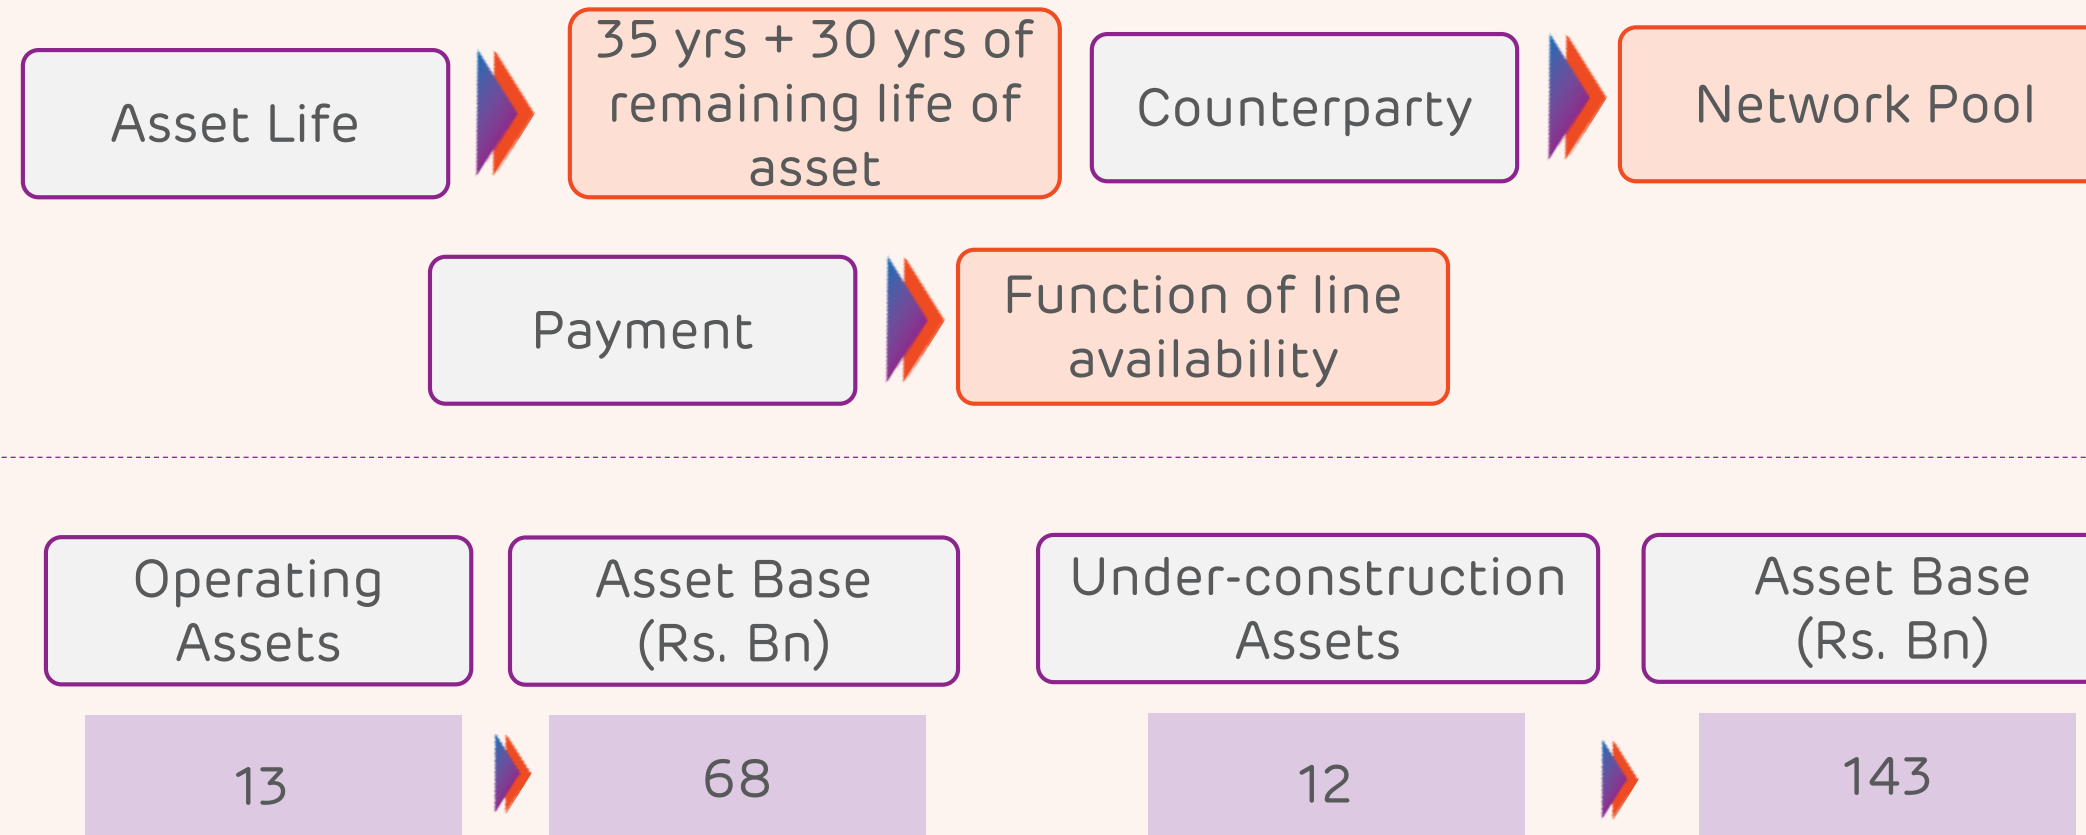 Asset Life
35 yrs + 30 yrs of
remaining life of
asset
Counterparty
Network Pool
Payment
Function of line
availability
Operating
Assets
Asset Base
(Rs. Bn)
Under-construction
Assets
Asset Base
(Rs. Bn)
13
68
12
143